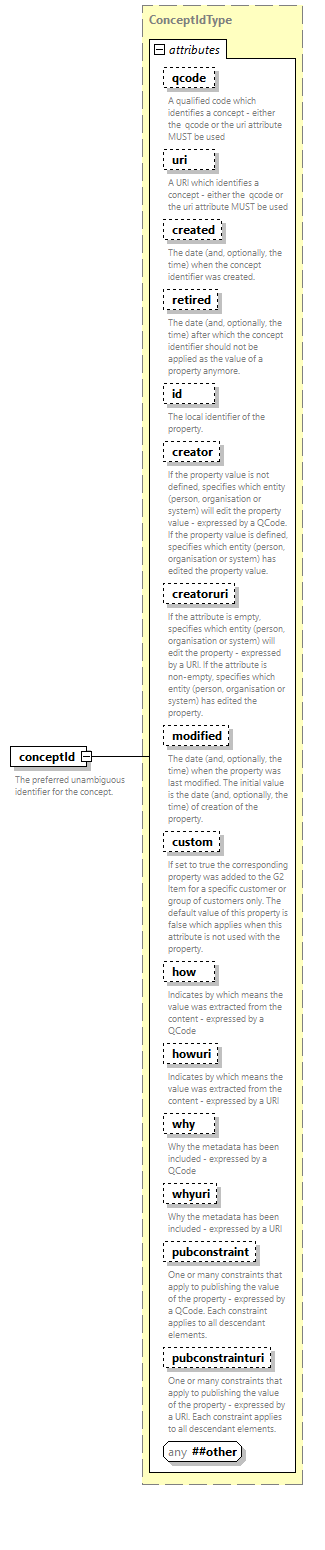 ConceptIdType
attributes
qcode
A qualified code which
identifies a concept - either
the qcode or the uri attribute
MUST be used
uri
A URI which identifies a
concept - either the qcode or
the uri attribute MUST be used
created
The date (and, optionally, the
time) when the concept
identifier was created.
retired
The date (and, optionally, the
time) after which the concept
identifier should not be
applied as the value of a
property anymore.
id
The local identifier of the
property.
creator
If the property value is not
defined, specifies which entity
(person, organisation or
system) will edit the property
value - expressed by a QCode.
If the property value is defined,
specifies which entity (person,
organisation or system) has
edited the property value.
creatoruri
If the attribute is empty,
specifies which entity (person,
organisation or system) will
edit the property - expressed
by a URI. If the attribute is
non-empty, specifies which
entity (person, organisation or
system) has edited the
property.
modified
The date (and, optionally, the
time) when the property was
last modified. The initial value
is the date (and, optionally, the
time) of creation of the
property.
conceptId
The preferred unambiguous
identifier for the concept.
custom
If set to true the corresponding
property was added to the G2
Item for a specific customer or
group of customers only. The
default value of this property is
false which applies when this
attribute is not used with the
property.
how
Indicates by which means the
value was extracted from the
content - expressed by a
QCode
howuri
Indicates by which means the
value was extracted from the
content - expressed by a URI
why
Why the metadata has been
included - expressed by a
QCode
whyuri
Why the metadata has been
included - expressed by a URI
pubconstraint
One or many constraints that
apply to publishing the value
of the property - expressed by
a QCode. Each constraint
applies to all descendant
elements.
pubconstrainturi
One or many constraints that
apply to publishing the value
of the property - expressed by
a URI. Each constraint applies
to all descendant elements.
any ##other